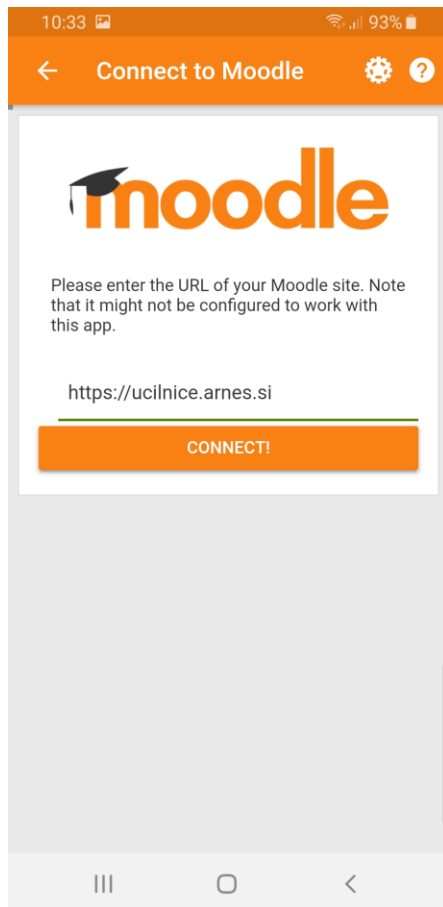 10:33 93%
Connect to Moodle
moodle
Please enter the URL of your Moodle site. Note
that it might not be configured to work with
this app.
https://ucilnice.arnes.si
CONNECT!